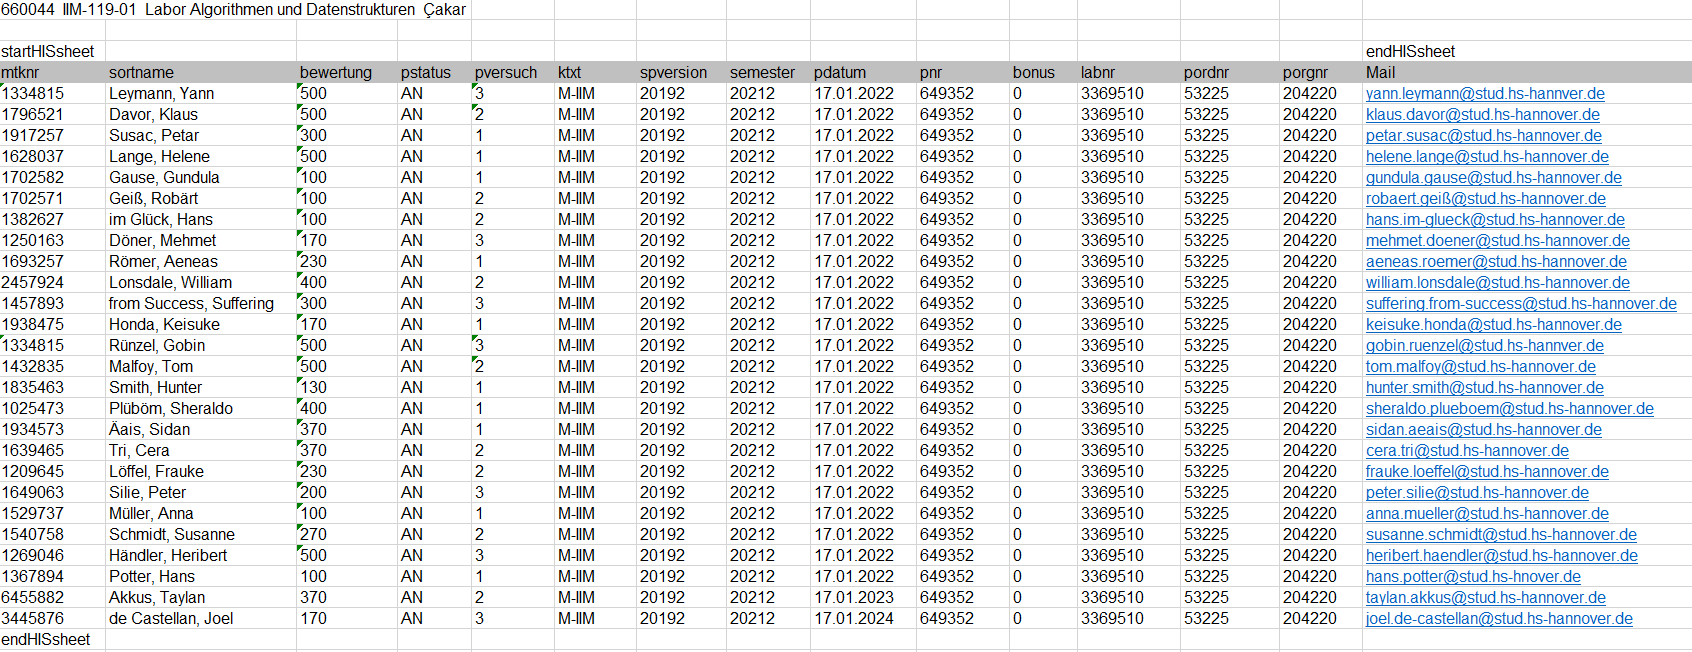 660044 IIM-119-01 Labor Algorithmen und Datenstrukturen Çakar
startHISsheet endHISsheet
mtknr sortname bewertung pstatus pversuch ktxt spversion semester pdatum pnr bonus labnr pordnr porgnr Mail
1334815 Leymann, Yann 500 AN 3 M-IIM 20192 20212 17.01.2022 649352 0 3369510 53225 204220 yann.leymann@stud.hs-hannver.de
1796521 Davor, Klaus 500 AN 2 M-IIM 20192 20212 17.01.2022 649352 0 3369510 53225 204220 klaus.davor@stud.hs-hannover.de
1917257 Susac, Petar 300 AN 1 M-IIM 20192 20212 17.01.2022 649352 0 3369510 53225 204220 petar.susac@stud.hs-hannover.de
1628037 Lange, Helene 500 AN 1 M-IIM 20192 20212 17.01.2022 649352 0 3369510 53225 204220 helene.lange@stud.hs-hannover.de
1702582 Gause, Gundula 100 AN 1 M-IIM 20192 20212 17.01.2022 649352 0 3369510 53225 204220 gundula.gause@stud.hs-hannover.de
1702571 Geiß, Robärt 100 AN 2 M-IIM 20192 20212 17.01.2022 649352 0 3369510 53225 204220 robaert.geiß@stud.hs-hannover.de
1382627 im Glück, Hans 100 AN 2 M-IIM 20192 20212 17.01.2022 649352 0 3369510 53225 204220 hans.im-glueck@stud.hs-hannover.de
1250163 Döner, Mehmet 170 AN 3 M-IIM 20192 20212 17.01.2022 649352 0 3369510 53225 204220 mehmet.doener@stud.hs-hannover.de
1693257 Römer, Aeneas 230 AN 1 M-IIM 20192 20212 17.01.2022 649352 0 3369510 53225 204220 aeneas.roemer@stud.hs-hannover.de
2457924 Lonsdale, William 400 AN 2 M-IIM 20192 20212 17.01.2022 649352 0 3369510 53225 204220 william.lonsdale@stud.hs-hannover.de
1457893 from Success, Suffering 300 AN 3 M-IIM 20192 20212 17.01.2022 649352 0 3369510 53225 204220 suffering.from-success@stud.hs-hannover.de
1938475 Honda, Keisuke 170 AN 1 M-IIM 20192 20212 17.01.2022 649352 0 3369510 53225 204220 keisuke.honda@stud.hs-hannover.de
1334815 Rünzel, Gobin 500 AN 3 M-IIM 20192 20212 17.01.2022 649352 0 3369510 53225 204220 gobin.ruenzel@stud.hs-hannver.de
1432835 Malfoy, Tom 500 AN 2 M-IIM 20192 20212 17.01.2022 649352 0 3369510 53225 204220 tom.malfoy@stud.hs-hannover.de
1835463 Smith, Hunter 130 AN 1 M-IIM 20192 20212 17.01.2022 649352 0 3369510 53225 204220 hunter.smith@stud.hs-hannover.de
1025473 Plüböm, Sheraldo 400 AN 1 M-IIM 20192 20212 17.01.2022 649352 0 3369510 53225 204220 sheraldo.plueboem@stud.hs-hannover.de
1934573 Äais, Sidan 370 AN 1 M-IIM 20192 20212 17.01.2022 649352 0 3369510 53225 204220 sidan.aeais@stud.hs-hannover.de
1639465 Tri, Cera 370 AN 2 M-IIM 20192 20212 17.01.2022 649352 0 3369510 53225 204220 cera.tri@stud.hs-hannover.de
1209645 Löffel, Frauke 230 AN 2 M-IIM 20192 20212 17.01.2022 649352 0 3369510 53225 204220 frauke.loeffel@stud.hs-hannover.de
1649063 Silie, Peter 200 AN 3 M-IIM 20192 20212 17.01.2022 649352 0 3369510 53225 204220 peter.silie@stud.hs-hannover.de
1529737 Müller, Anna 100 AN 1 M-IIM 20192 20212 17.01.2022 649352 0 3369510 53225 204220 anna.mueller@stud.hs-hannover.de
1540758 Schmidt, Susanne 270 AN 2 M-IIM 20192 20212 17.01.2022 649352 0 3369510 53225 204220 susanne.schmidt@stud.hs-hannover.de
1269046 Händler, Heribert 500 AN 3 M-IIM 20192 20212 17.01.2022 649352 0 3369510 53225 204220 heribert.haendler@stud.hs-hannover.de
1367894 Potter, Hans 100 AN 1 M-IIM 20192 20212 17.01.2022 649352 0 3369510 53225 204220 hans.potter@stud.hs-hnover.de
6455882 Akkus, Taylan 370 AN 2 M-IIM 20192 20212 17.01.2023 649352 0 3369510 53225 204220 taylan.akkus@stud.hs-hannover.de
3445876 de Castellan, Joel 170 AN 3 M-IIM 20192 20212 17.01.2024 649352 0 3369510 53225 204220 joel.de-castellan@stud.hs-hannover.de
endHISsheet